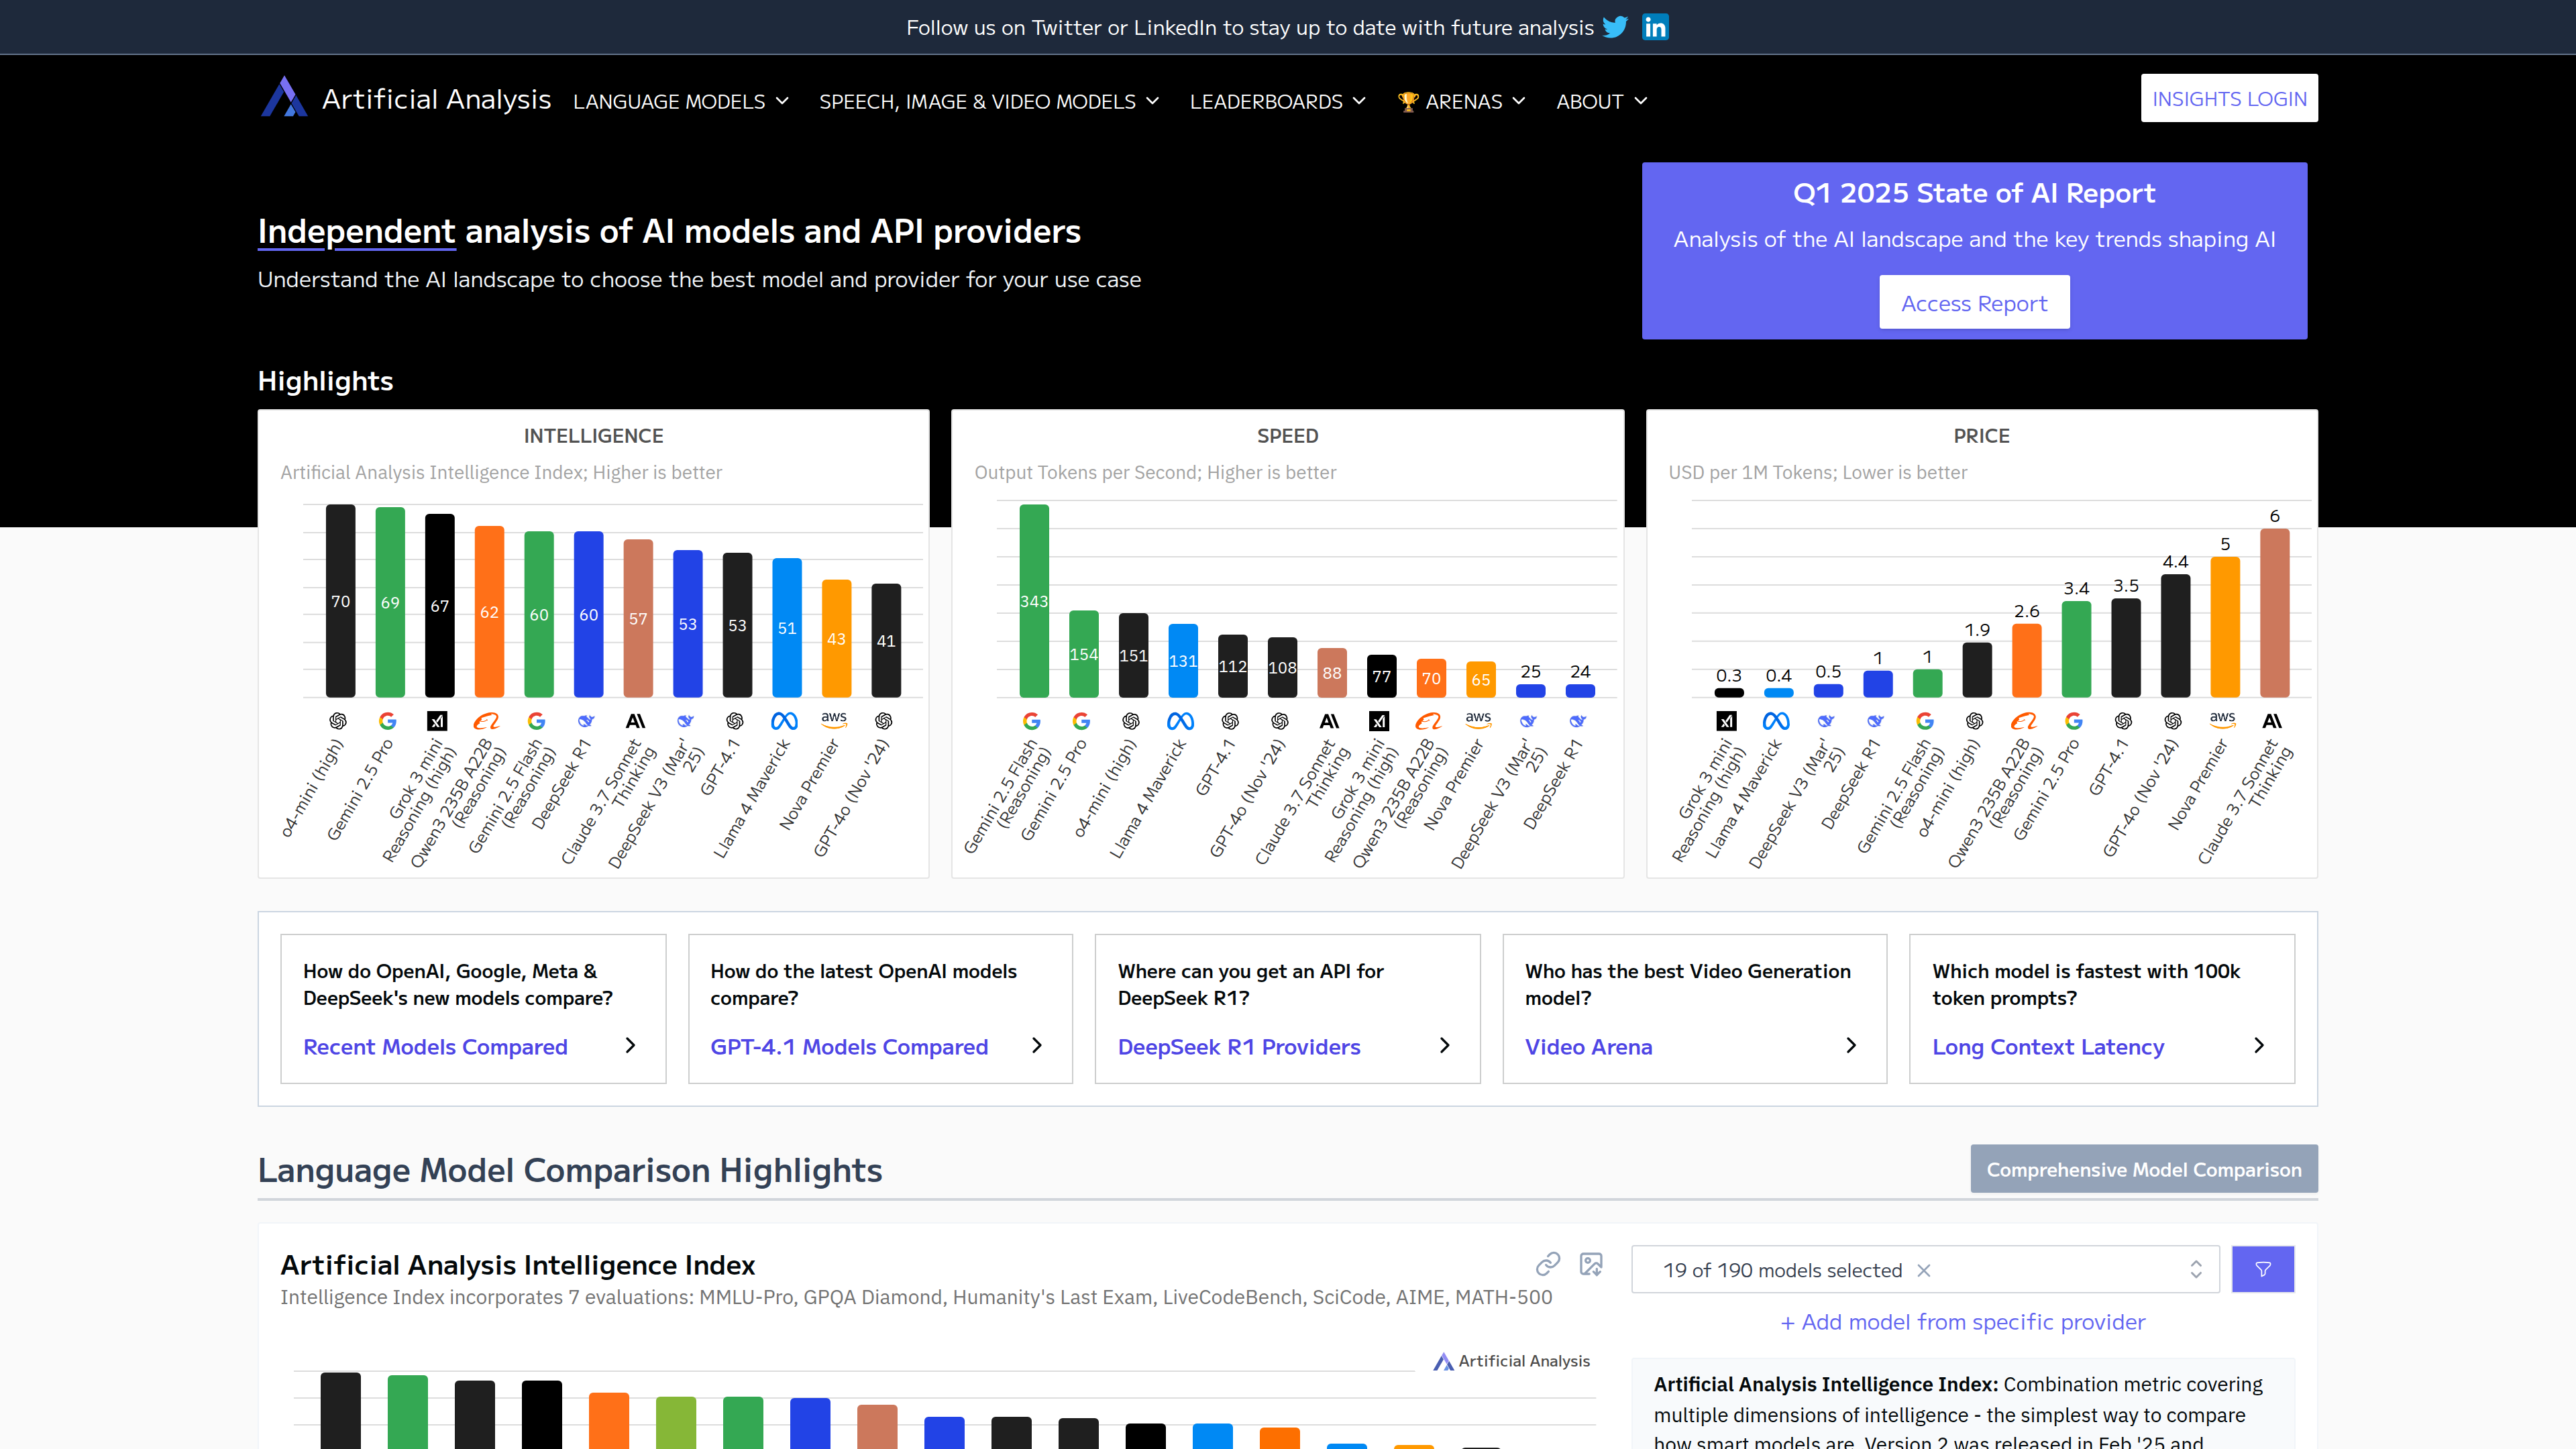 Follow us on Twitter or LinkedIn to stay up to date with future analysis
Artificial Analysis
LANGUAGE MODELS
SPEECH, IMAGE & VIDEO MODELS
LEADERBOARDS
ARENAS
ABOUT
INSIGHTS LOGIN
Independent analysis of AI models and API providers
Understand the AI landscape to choose the best model and provider for your use case
Q1 2025 State of AI Report
Analysis of the AI landscape and the key trends shaping AI
Access Report
Highlights
INTELLIGENCE
Artificial Analysis Intelligence Index; Higher is better
70
69
67
62
60
60
57
53
53
51
43
41
aws
o4-mini (high)
Gemini 2.5 Pro
Grok 3 mini
Reasoning (high)
Qwen3 235B A22B
(Reasoning)
Gemini 2.5 Flash
(Reasoning)
DeepSeek R1
Claude 3.7 Sonnet
Thinking
DeepSeek V3 (Mar'
25)
GPT-4.1
Llama 4 Maverick
Nova Premier
GPT-4o (Nov '24)
SPEED
Output Tokens per Second; Higher is better
343
154
151
131
112
108
88
77
70
65
25
24
aws
Gemini 2.5 Flash
(Reasoning)
Gemini 2.5 Pro
o4-mini (high)
Llama 4 Maverick
GPT-4.1
GPT-4o (Nov '24)
Claude 3.7 Sonnet
Thinking
Grok 3 mini
Reasoning (high)
Qwen3 235B A22B
(Reasoning)
Nova Premier
DeepSeek V3 (Mar'
25)
DeepSeek R1
PRICE
USD per 1M Tokens; Lower is better
0.3
0.4
0.5
1
1
1.9
2.6
3.4
3.5
4.4
5
6
aws
Grok 3 mini
Reasoning (high)
Llama 4 Maverick
DeepSeek V3 (Mar'
25)
DeepSeek R1
Gemini 2.5 Flash
(Reasoning)
o4-mini (high)
Qwen3 235B A22B
(Reasoning)
Gemini 2.5 Pro
GPT-4.1
GPT-4o (Nov '24)
Nova Premier
Claude 3.7 Sonnet
Thinking
How do OpenAI, Google, Meta &
DeepSeek's new models compare?
Recent Models Compared
How do the latest OpenAI models
compare?
GPT-4.1 Models Compared
Where can you get an API for
DeepSeek R1?
DeepSeek R1 Providers
Who has the best Video Generation
model?
Video Arena
Which model is fastest with 100k
token prompts?
Long Context Latency
Language Model Comparison Highlights
Comprehensive Model Comparison
Artificial Analysis Intelligence Index
Intelligence Index incorporates 7 evaluations: MMLU-Pro, GPQA Diamond, Humanity's Last Exam, LiveCodeBench, SciCode, AIME, MATH-500
Artificial Analysis
19 of 190 models selected
+ Add model from specific provider
Artificial Analysis Intelligence Index: Combination metric covering
multiple dimensions of intelligence - the simplest way to compare
how smart models are. Version 2 was released in Feb '25 and